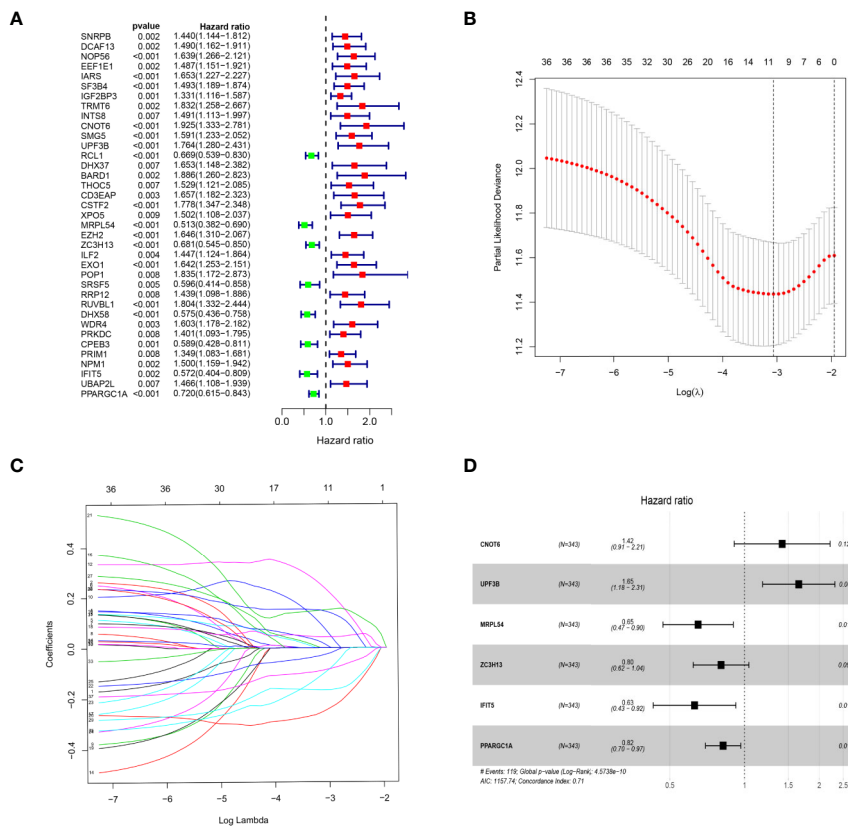 A
pvalue Hazard ratio
SNRPB 0.002 1.440(1.144−1.812)
DCAF13 0.002 1.490(1.162−1.911)
NOP56 <0.001 1.639(1.266−2.121)
EEF1E1 0.002 1.487(1.151−1.921)
IARS <0.001 1.653(1.227−2.227)
SF3B4 <0.001 1.493(1.189−1.874)
IGF2BP3 <0.001 1.331(1.116−1.587)
TRMT6 0.002 1.832(1.258−2.667)
INTS8 0.007 1.491(1.113−1.997)
CNOT6 <0.001 1.925(1.333−2.781)
SMG5 <0.001 1.591(1.233−2.052)
UPF3B <0.001 1.764(1.280−2.431)
RCL1 <0.001 0.669(0.539−0.830)
DHX37 0.007 1.653(1.148−2.382)
BARD1 0.002 1.886(1.260−2.823)
THOC5 0.007 1.529(1.121−2.085)
CD3EAP 0.003 1.657(1.182−2.323)
CSTF2 <0.001 1.778(1.347−2.348)
XPO5 0.009 1.502(1.108−2.037)
MRPL54 <0.001 0.513(0.382−0.690)
EZH2 <0.001 1.646(1.310−2.067)
ZC3H13 <0.001 0.681(0.545−0.850)
ILF2 0.004 1.447(1.124−1.864)
EXO1 <0.001 1.642(1.253−2.151)
POP1 0.008 1.835(1.172−2.873)
SRSF5 0.005 0.596(0.414−0.858)
RRP12 0.008 1.439(1.098−1.886)
RUVBL1 <0.001 1.804(1.332−2.444)
DHX58 <0.001 0.575(0.436−0.758)
WDR4 0.003 1.603(1.178−2.182)
PRKDC 0.008 1.401(1.093−1.795)
CPEB3 0.001 0.589(0.428−0.811)
PRIM1 0.008 1.349(1.083−1.681)
NPM1 0.002 1.500(1.159−1.942)
IFIT5 0.002 0.572(0.404−0.809)
UBAP2L 0.007 1.466(1.108−1.939)
PPARGC1A <0.001 0.720(0.615−0.843)
0.0 1.0 2.0
Hazard ratio
B
36 36 36 35 33 31 28 26 20 16 14 11 9 7 6 0
12.4
12.2
12.0
11.8
11.6
11.4
11.2
Partial Likelihood Deviance
−7 −6 −5 −4 −3 −2
Log(λ)
C
36 36 30 17 11 1
0.4
0.2
0.0
−0.2
−0.4
Coefficients
21
16
12
27
10
33
1
37
23
29
14
−7 −6 −5 −4 −3 −2
Log Lambda
D
Hazard ratio
CNOT6 (N=343) 1.42 0.12
(0.91 − 2.21)
UPF3B (N=343) 1.65 0.0
(1.18 − 2.31)
MRPL54 (N=343) 0.65 0.0
(0.47 − 0.90)
ZC3H13 (N=343) 0.80 0.09
(0.62 − 1.04)
IFIT5 (N=343) 0.63 0.0
(0.43 − 0.92)
PPARGC1A (N=343) 0.82 0.0
(0.70 − 0.97)
# Events: 119; Global p−value (Log−Rank): 4.5738e−10
AIC: 1157.74; Concordance Index: 0.71
0.5 1 1.5 2 2.5